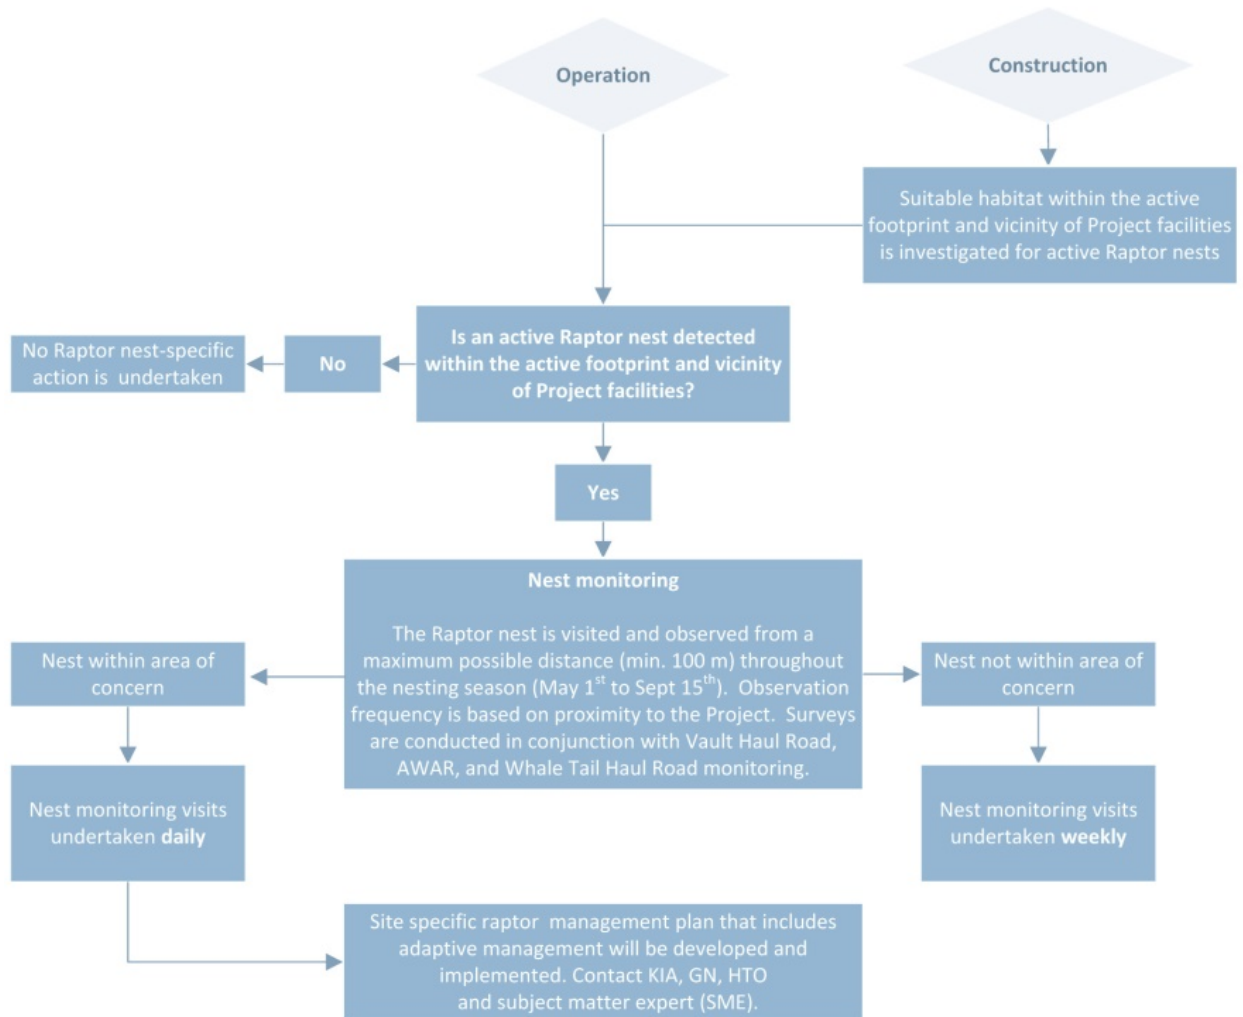 Operation
Construction
Suitable habitat within the active
footprint and vicinity of Project facilities
is investigated for active Raptor nests
Is an active Raptor nest detected
within the active footprint and vicinity
of Project facilities?
No
No Raptor nest-specific
action is undertaken
Yes
Nest monitoring
The Raptor nest is visited and observed from a
maximum possible distance (min. 100 m) throughout
the nesting season (May 1st to Sept 15th). Observation
frequency is based on proximity to the Project. Surveys
are conducted in conjunction with Vault Haul Road,
AWAR, and Whale Tail Haul Road monitoring.
Nest within area of
concern
Nest not within area of
concern
Nest monitoring visits
undertaken daily
Nest monitoring visits
undertaken weekly
Site specific raptor management plan that includes
adaptive management will be developed and
implemented. Contact KIA, GN, HTO
and subject matter expert (SME).